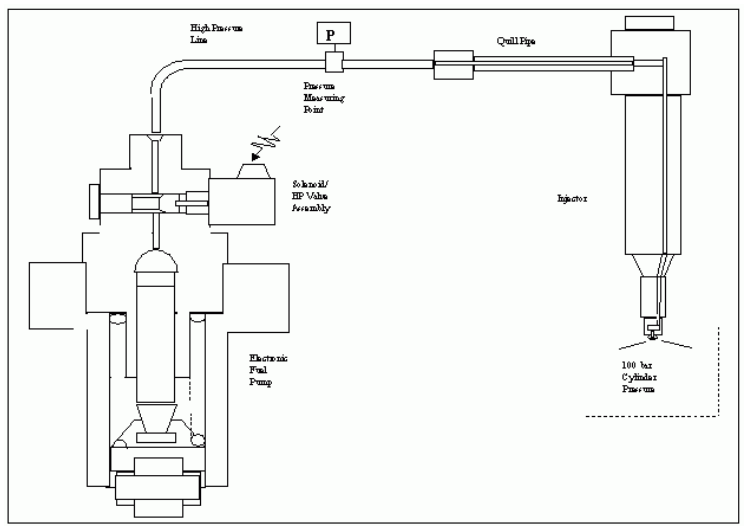 High Pressure
Line
P
Quill Pipe
Pressure
Measuring
Point
Solenoid/
HP Valve
Assembly
Injector
Electronic
Fuel
Pump
100 bar
Cylinder
Pressure